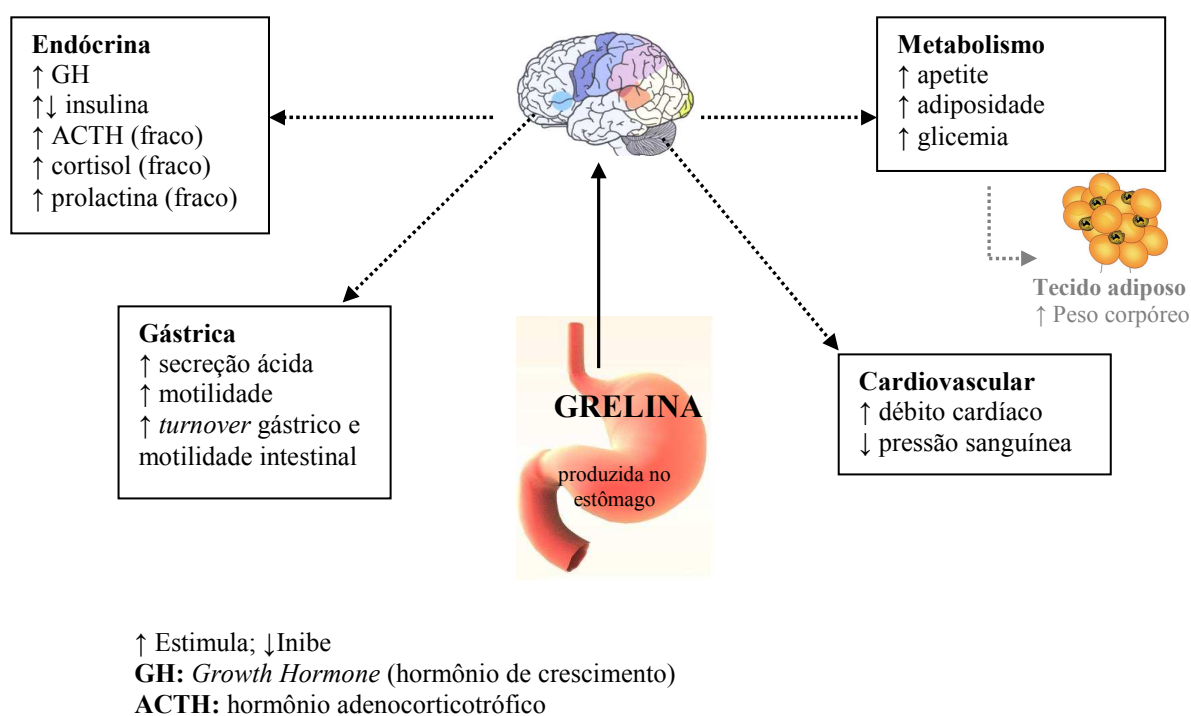 Endócrina
↑ GH
↑↓ insulina
↑ ACTH (fraco)
↑ cortisol (fraco)
↑ prolactina (fraco)
Metabolismo
↑ apetite
↑ adiposidade
↑ glicemia
Tecido adiposo
↑ Peso corpóreo
Gástrica
↑ secreção ácida
↑ motilidade
↑ turnover gástrico e
motilidade intestinal
GRELINA
produzida no
estômago
Cardiovascular
↑ débito cardíaco
↓ pressão sanguínea
↑ Estimula; ↓Inibe
GH: Growth Hormone (hormônio de crescimento)
ACTH: hormônio adenocorticotrófico